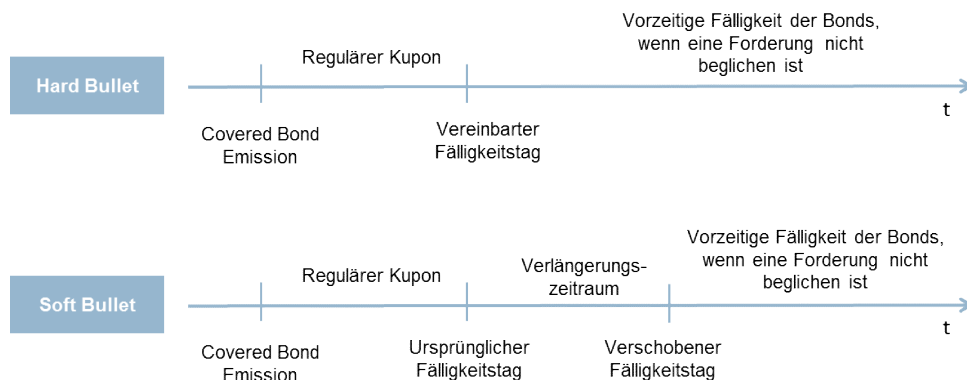 Vorzeitige Fälligkeit der Bonds,
wenn eine Forderung nicht
beglichen ist
Regulärer Kupon
Hard Bullet
t
Covered Bond
Emission
Vereinbarter
Fälligkeitstag
Vorzeitige Fälligkeit der Bonds,
wenn eine Forderung nicht
beglichen ist
Regulärer Kupon
Verlängerungs-
zeitraum
Soft Bullet
t
Covered Bond
Emission
Ursprünglicher
Fälligkeitstag
Verschobener
Fälligkeitstag